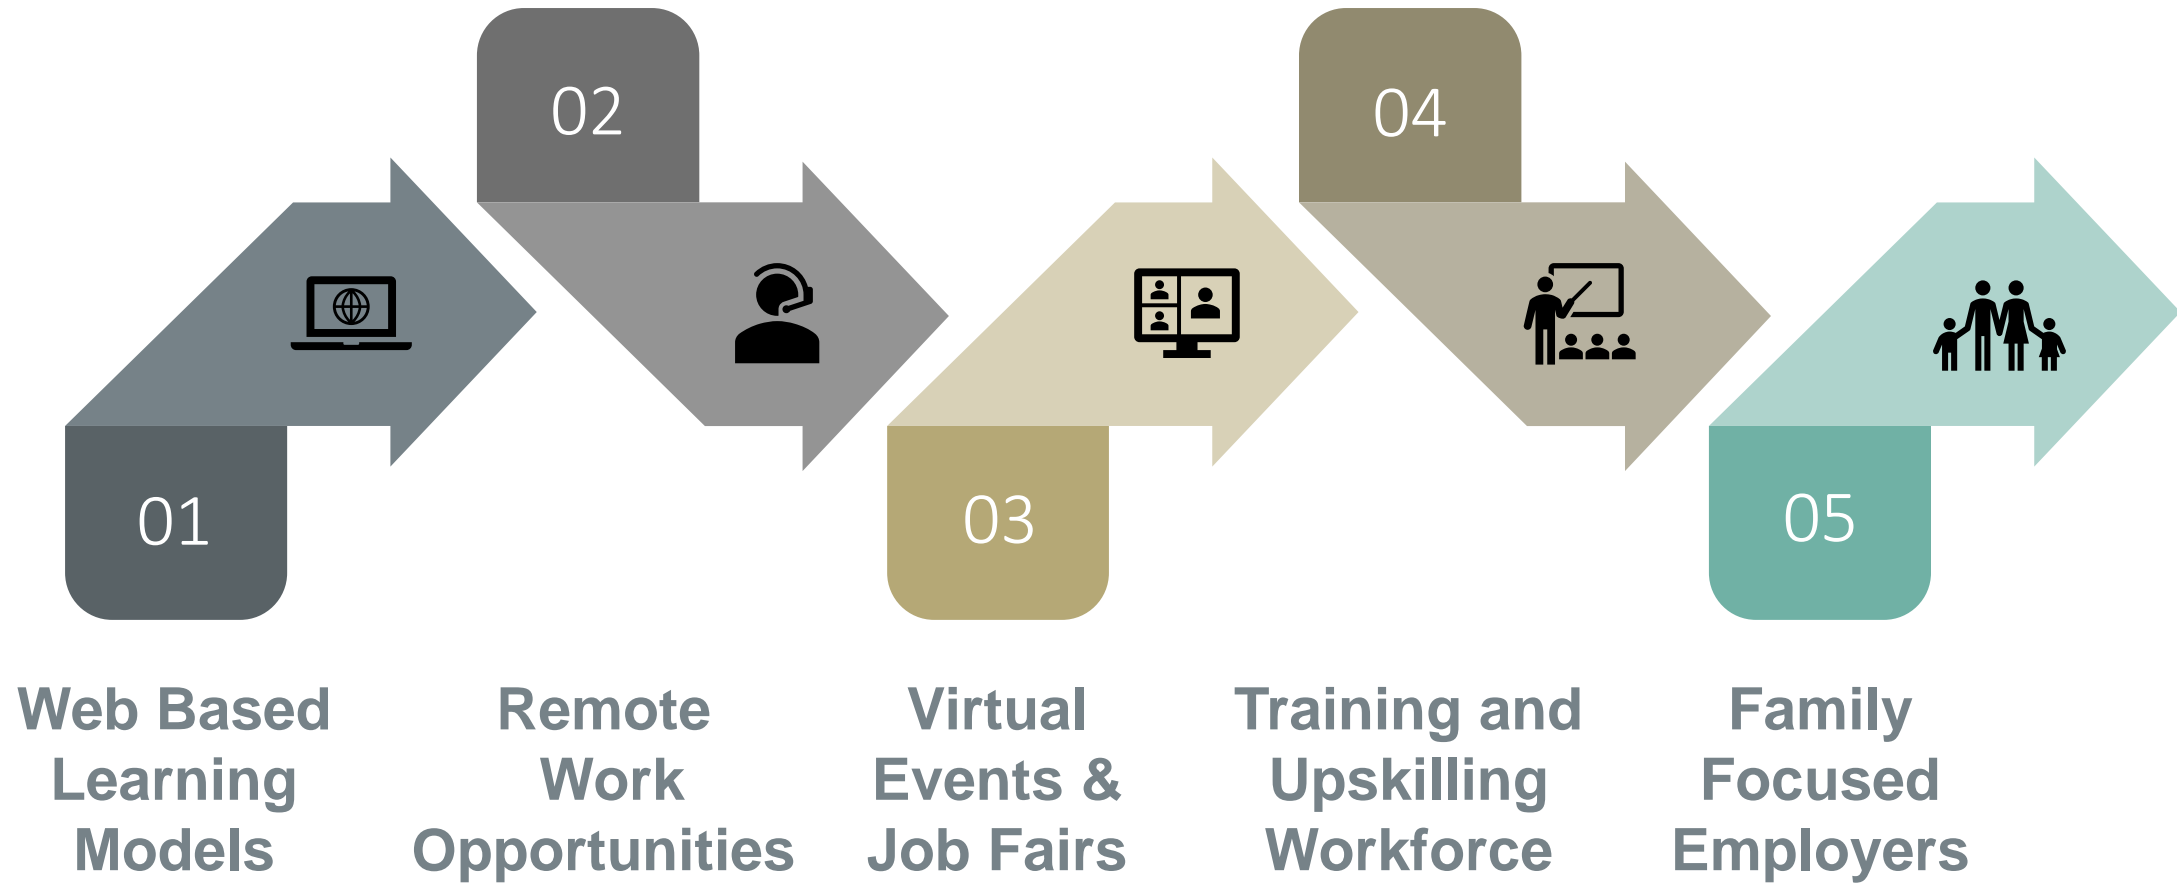 01
02
03
04
05
Web Based
Learning
Models
Remote
Work
Opportunities
Virtual
Events &
Job Fairs
Training and
Upskilling
Workforce
Family
Focused
Employers